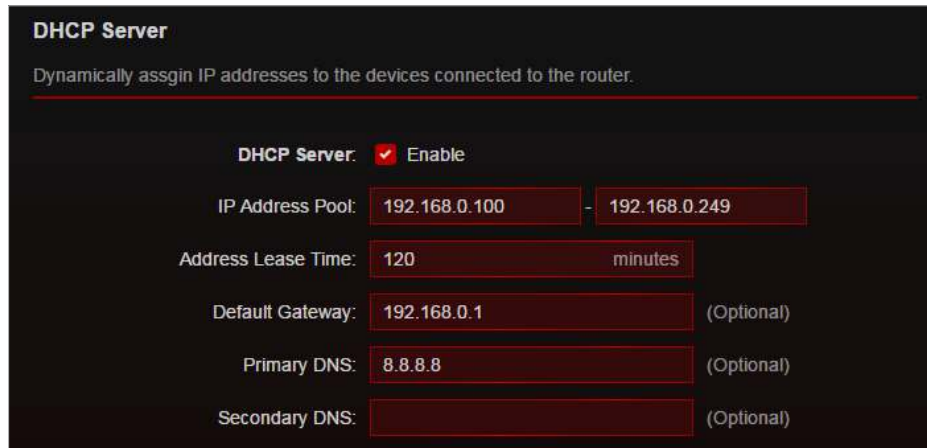 DHCP Server
Dynamically assgin IP addresses to the devices connected to the router.
DHCP Server: Enable
IP Address Pool: 192.168.0.100 - 192.168.0.249
Address Lease Time: 120 minutes
Default Gateway: 192.168.0.1 (Optional)
Primary DNS: 8.8.8.8 (Optional)
Secondary DNS: (Optional)